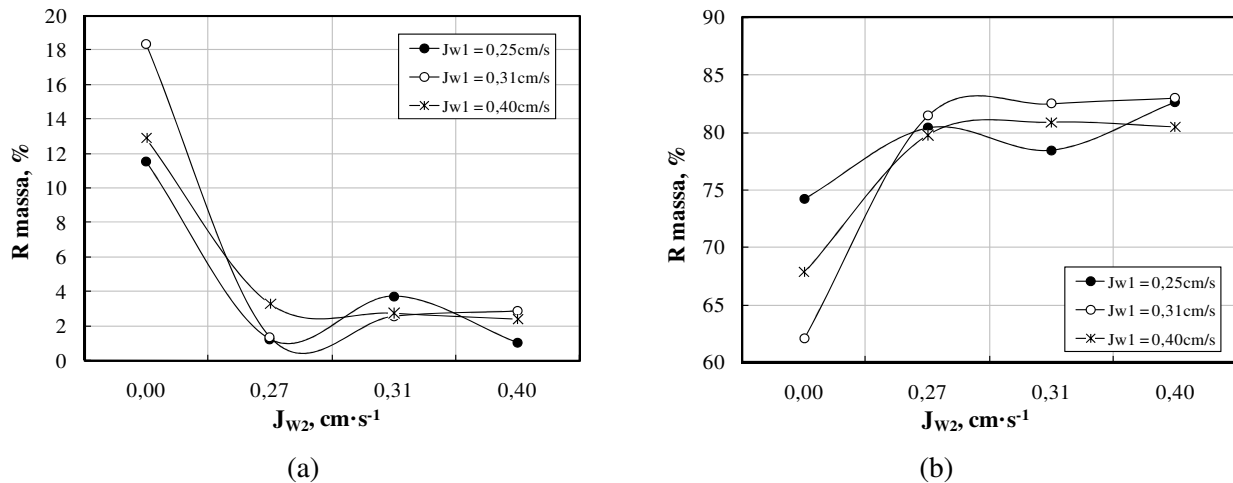 20
18
16
14
12
10
8
6
4
2
0
R massa, %
Jw1 = 0,25cm/s
Jw1 = 0,31cm/s
Jw1 = 0,40cm/s
0,00 0,27 0,31 0,40
J_W2, cm·s⁻¹
(a)
90
85
80
75
70
65
60
R massa, %
Jw1 = 0,25cm/s
Jw1 = 0,31cm/s
Jw1 = 0,40cm/s
0,00 0,27 0,31 0,40
J_W2, cm·s⁻¹
(b)